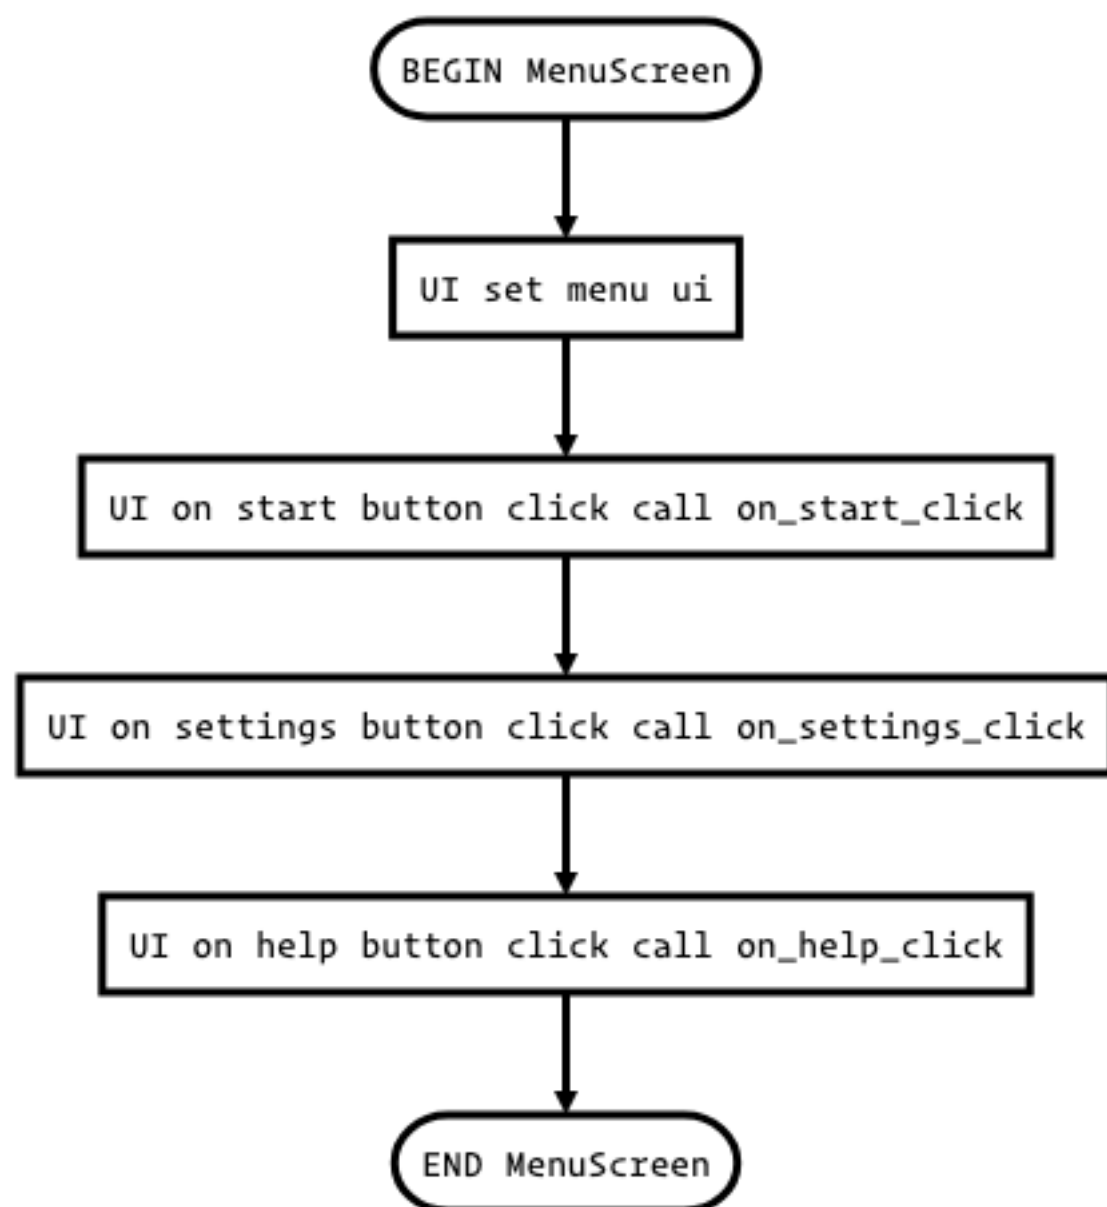 BEGIN MenuScreen
UI set menu ui
UI on start button click call on_start_click
UI on settings button click call on_settings_click
UI on help button click call on_help_click
END MenuScreen